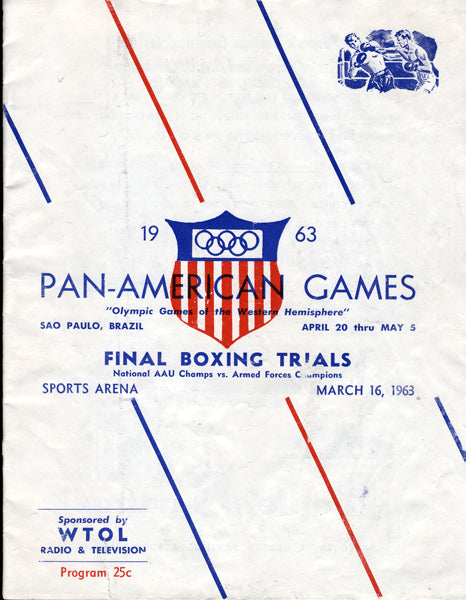 19 63
PAN-AMERICAN GAMES
"Olympic Games of the Western Hemisphere"
SAO PAULO, BRAZIL APRIL 20 thru MAY 5
FINAL BOXING TRIALS
National AAU Champs vs. Armed Forces Champions
SPORTS ARENA MARCH 16, 1963
Sponsored by
WTOL
RADIO & TELEVISION
Program 25c